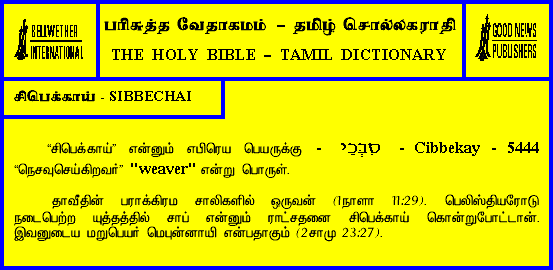 BELLWETHER
INTERNATIONAL
பரிசுத்த வேதாகமம் – தமிழ் சொல்லகராதி
THE HOLY BIBLE – TAMIL DICTIONARY
GOOD NEWS
PUBLISHERS
சிபெக்காய் - SIBBECHAI
“சிபெக்காய்” என்னும் எபிரெய பெயருக்கு - סִבְּכַי - Cibbekay - 5444
“நெசவுசெய்கிறவர்” "weaver" என்று பொருள்.
தாவீதின் பராக்கிரம சாலிகளில் ஒருவன் (1நாளா 11:29). பெலிஸ்தியரோடு
நடைபெற்ற யுத்தத்தில் சாப் என்னும் ராட்சதனை சிபெக்காய் கொன்றுபோட்டான்.
இவனுடைய மறுபெயர் மெபுன்னாயி என்பதாகும் (2சாமு 23:27).